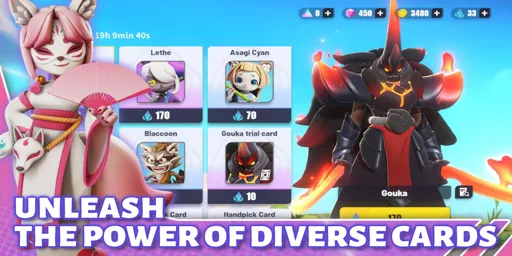 19h 9min 40s
8 +
450 +
3480 +
33 +
Lethe
Asagi Cyan
170
70
Blaccoon
Gouka trial card
10
Gouka
Card
Handpick Card
170
UNLEASH
THE POWER OF DIVERSE CARDS